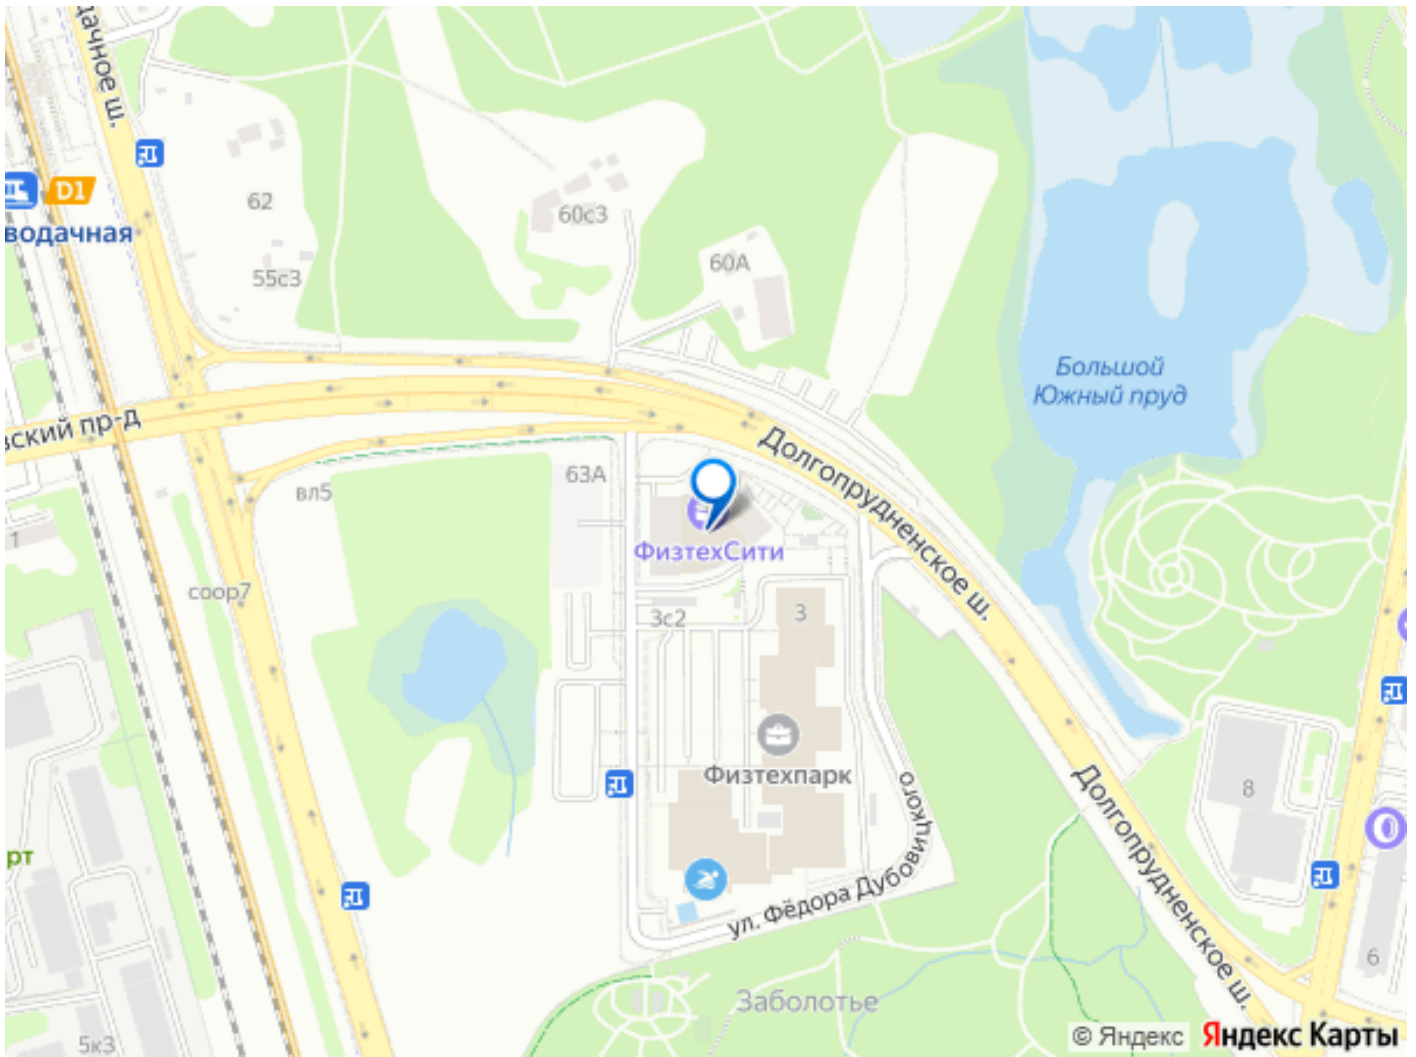 дачное ш.
D1
водачная
62
55с3
60с3
60А
Большой
Южный пруд
вский пр-д
Долгопрудненское ш.
63А
вл5
1
ФизтехСити
соор7
3с2
3
Физтехпарк
8
Долгопрудненское ш.
рт
ул. Фёдора Дубовицкого
6
Заболотье
5к3
© Яндекс Яндекс Карты